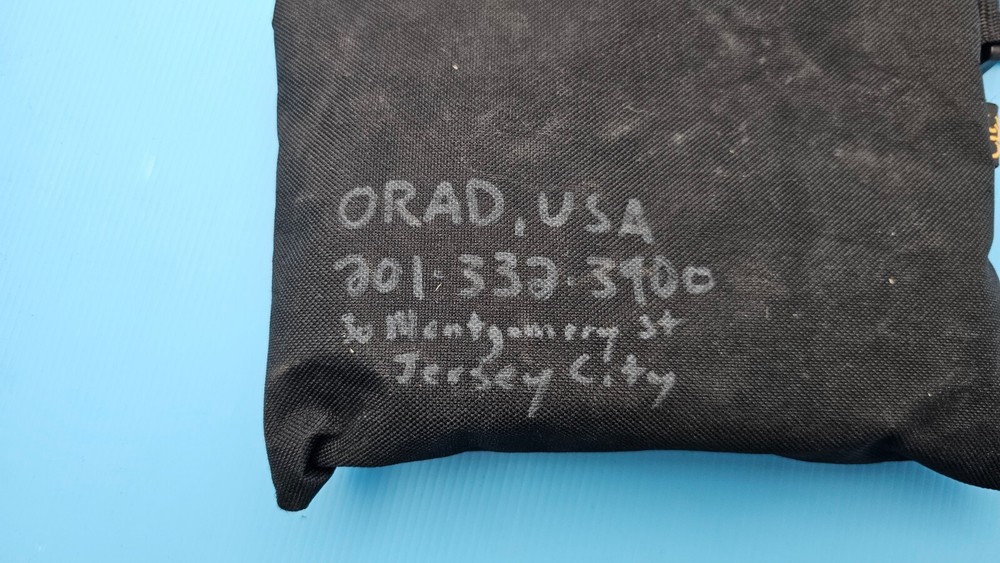 ORAD, USA
201-332-3900
30 Montgomery St
Jersey City